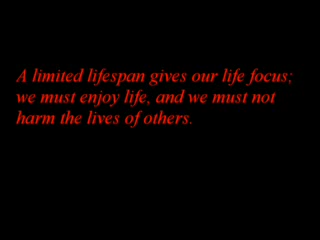 A limited lifespan gives our life focus;
we must enjoy life, and we must not
harm the lives of others.